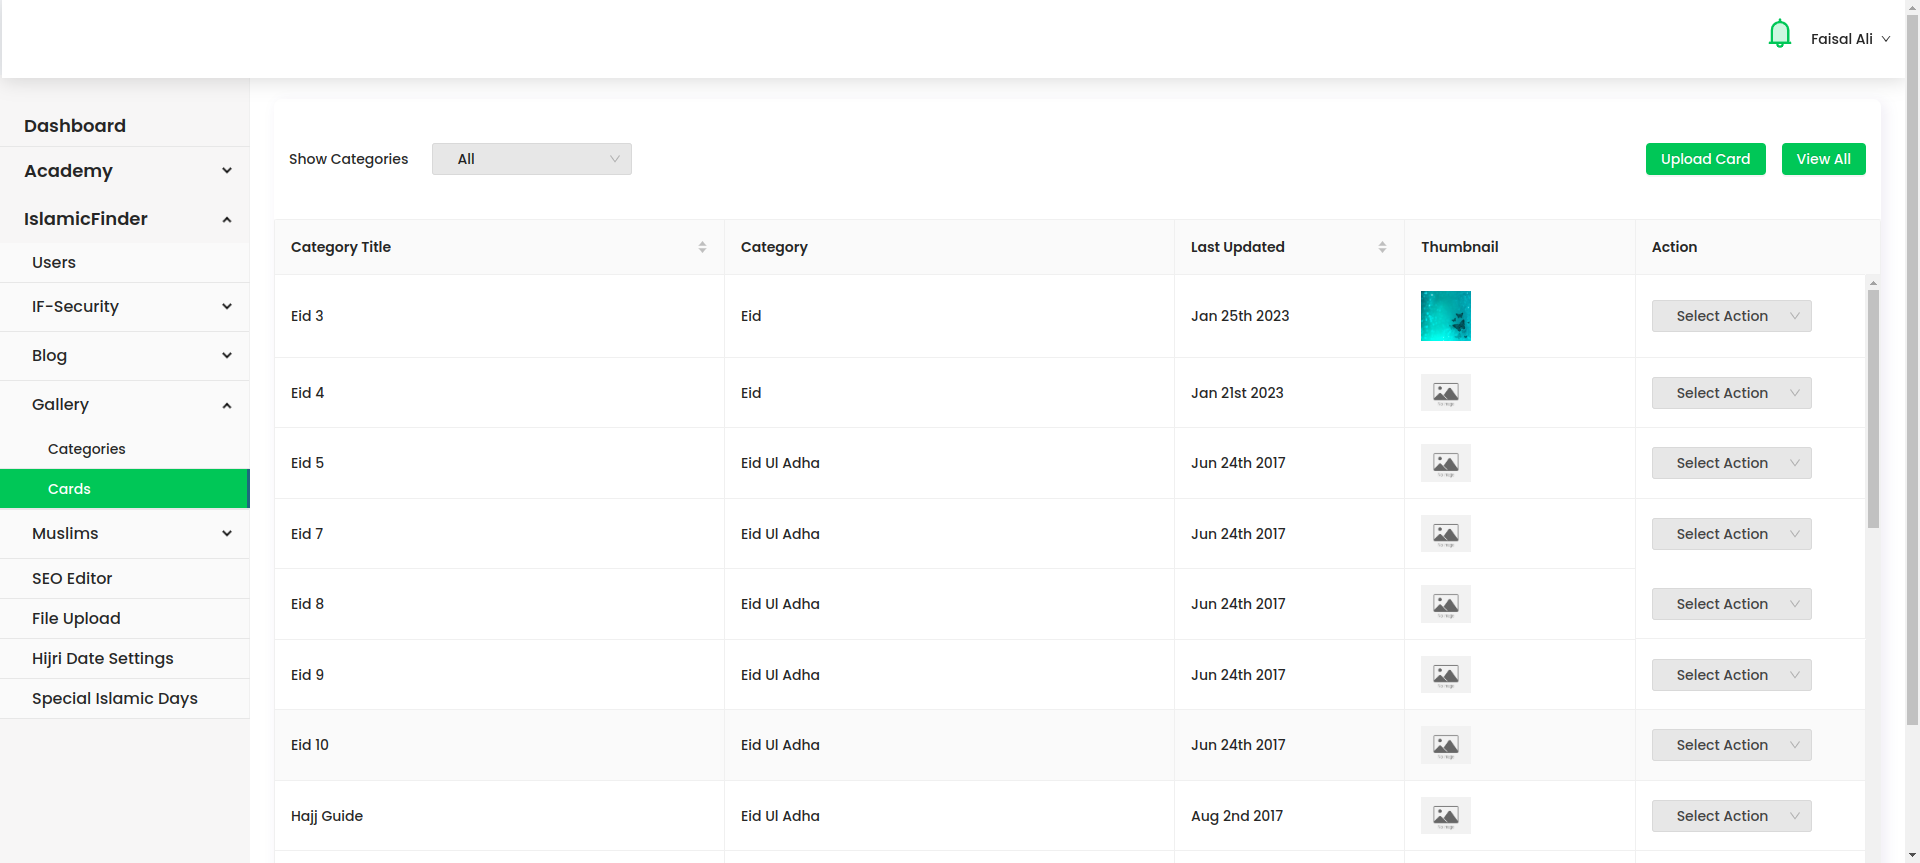 Faisal Ali
Dashboard
Academy
IslamicFinder
Users
IF-Security
Blog
Gallery
Categories
Cards
Muslims
SEO Editor
File Upload
Hijri Date Settings
Special Islamic Days
Show Categories All Upload Card View All
Category Title Category Last Updated Thumbnail Action
Eid 3 Eid Jan 25th 2023 Select Action
Eid 4 Eid Jan 21st 2023 Select Action
Eid 5 Eid Ul Adha Jun 24th 2017 Select Action
Eid 7 Eid Ul Adha Jun 24th 2017 Select Action
Eid 8 Eid Ul Adha Jun 24th 2017 Select Action
Eid 9 Eid Ul Adha Jun 24th 2017 Select Action
Eid 10 Eid Ul Adha Jun 24th 2017 Select Action
Hajj Guide Eid Ul Adha Aug 2nd 2017 Select Action